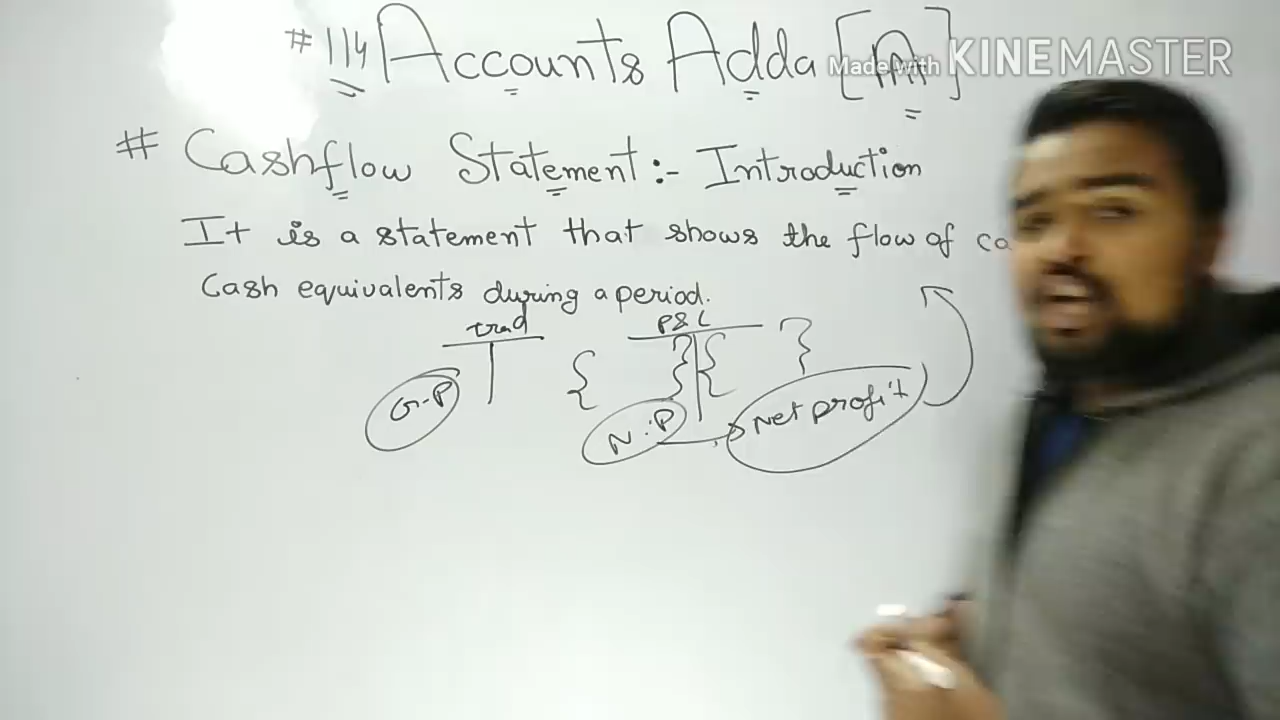 #114 Accounts Adda [AA]
Made with KINEMASTER
# Cashflow Statement:- Introduction
It is a statement that shows the flow of ca
Cash equivalents during a period.
trad
P&L
G-P
N:P
Net profit